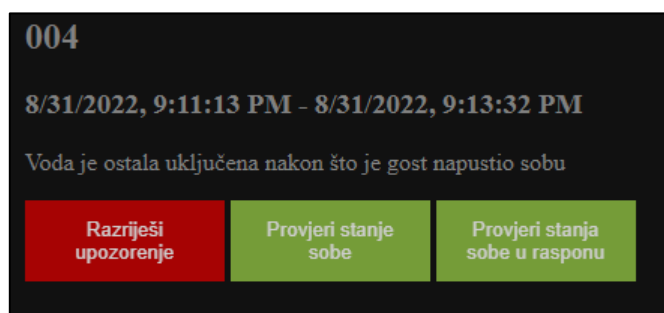 004
8/31/2022, 9:11:13 PM - 8/31/2022, 9:13:32 PM
Voda je ostala uključena nakon što je gost napustio sobu
Razriješi
upozorenje
Provjeri stanje
sobe
Provjeri stanja
sobe u rasponu